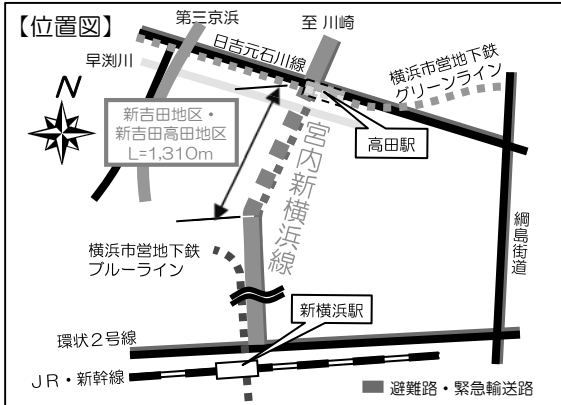 【位置図】
第三京浜
至 川崎
日吉元石川線
早渕川
横浜市営地下鉄
グリーンライン
N
新吉田地区・
新吉田高田地区
L=1,310m
高田駅
宮内新横浜線
綱島街道
横浜市営地下鉄
ブルーライン
新横浜駅
環状2号線
JR・新幹線
避難路・緊急輸送路